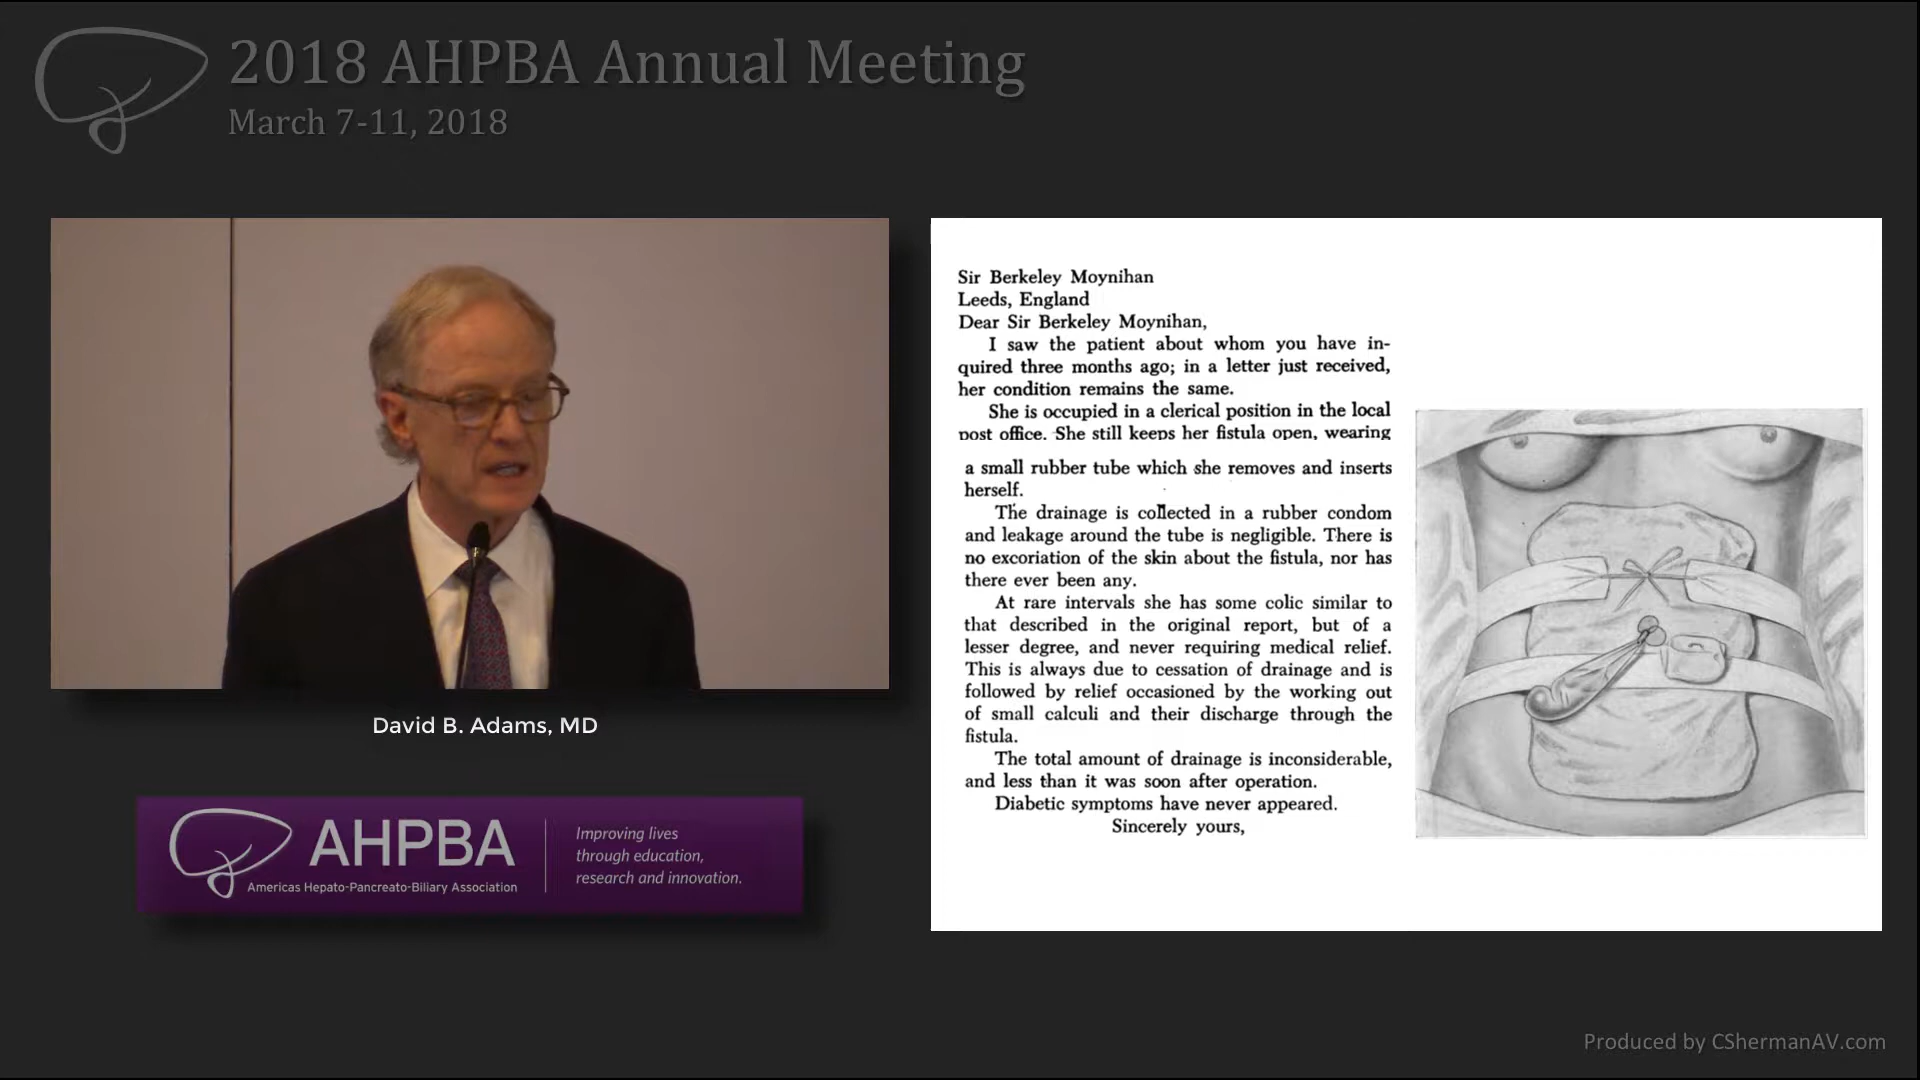 2018 AHPBA Annual Meeting
March 7-11, 2018
David B. Adams, MD
AHPBA
Americas Hepato-Pancreato-Biliary Association
Improving lives
through education,
research and innovation.
Sir Berkeley Moynihan
Leeds, England
Dear Sir Berkeley Moynihan,
I saw the patient about whom you have in-
quired three months ago; in a letter just received,
her condition remains the same.
She is occupied in a clerical position in the local
post office. She still keeps her fistula open, wearing
a small rubber tube which she removes and inserts
herself.
The drainage is collected in a rubber condom
and leakage around the tube is negligible. There is
no excoriation of the skin about the fistula, nor has
there ever been any.
At rare intervals she has some colic similar to
that described in the original report, but of a
lesser degree, and never requiring medical relief.
This is always due to cessation of drainage and is
followed by relief occasioned by the working out
of small calculi and their discharge through the
fistula.
The total amount of drainage is inconsiderable,
and less than it was soon after operation.
Diabetic symptoms have never appeared.
Sincerely yours,
Produced by CShermanAV.com